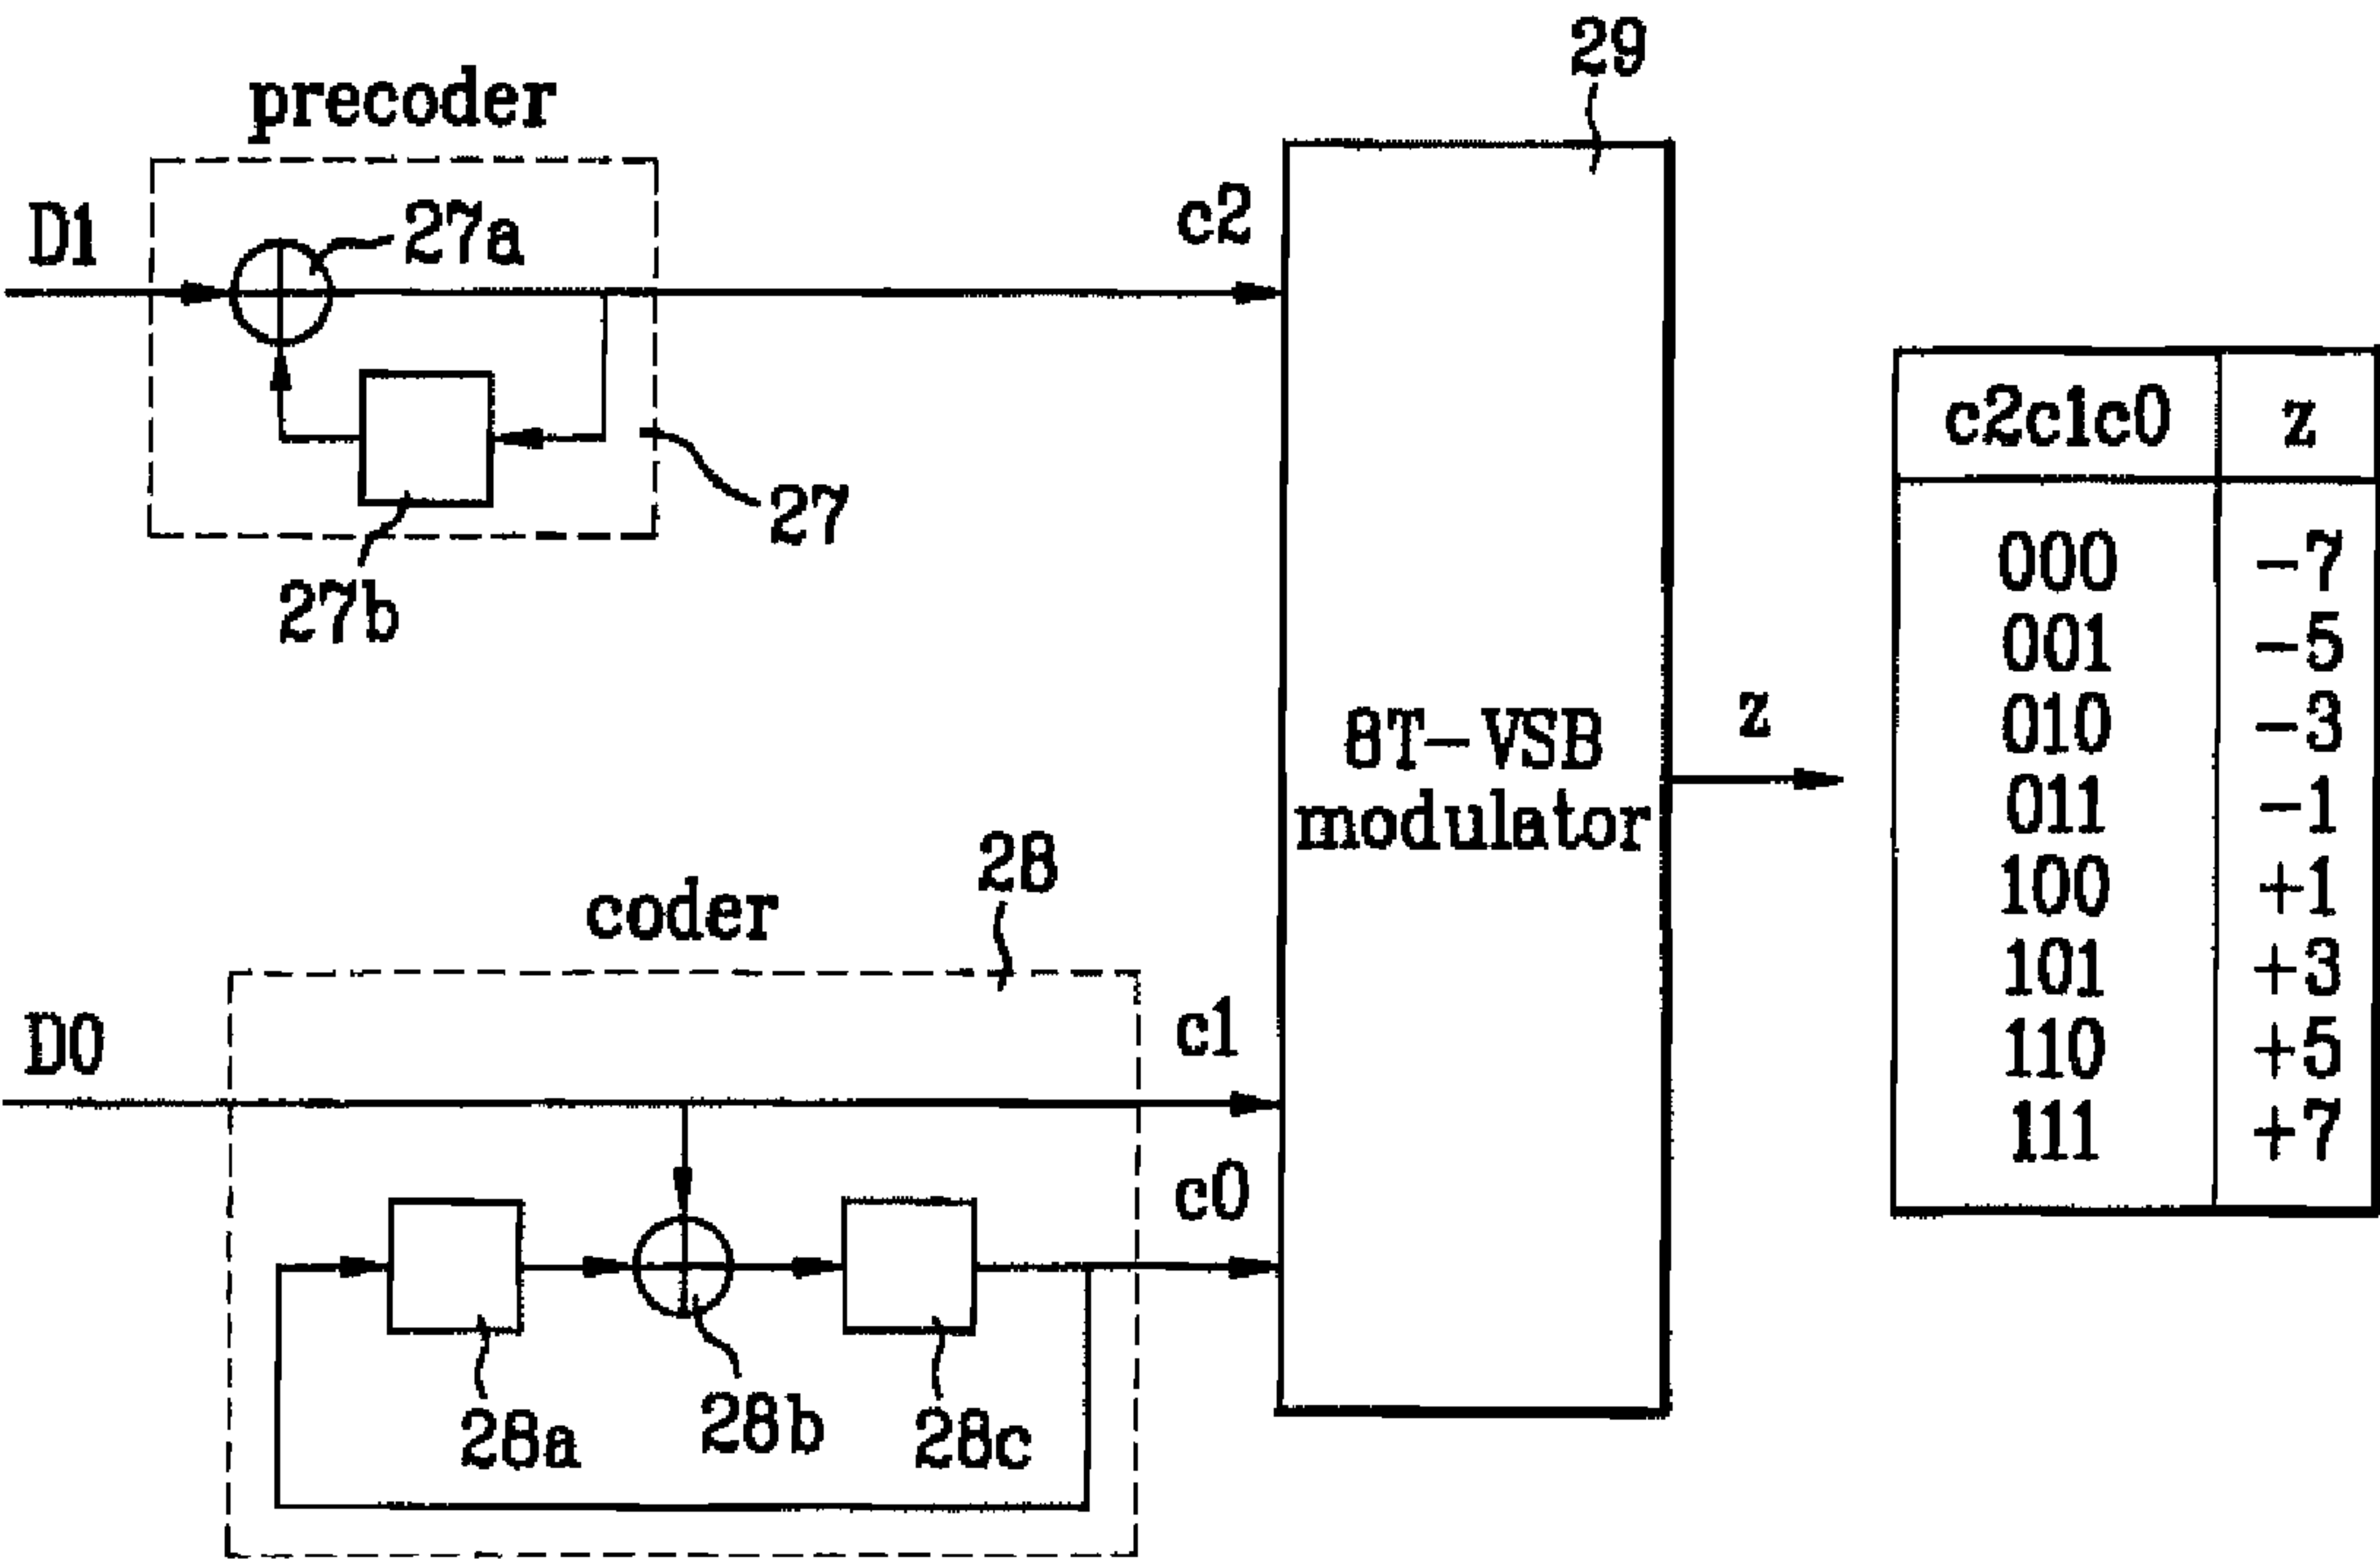 29
precoder
D1
27a
c2
27
27b
8T-VSB
modulator
z
28
coder
D0
c1
c0
28a
28b
28c
c2c1c0 z
000 -7
001 -5
010 -3
011 -1
100 +1
101 +3
110 +5
111 +7